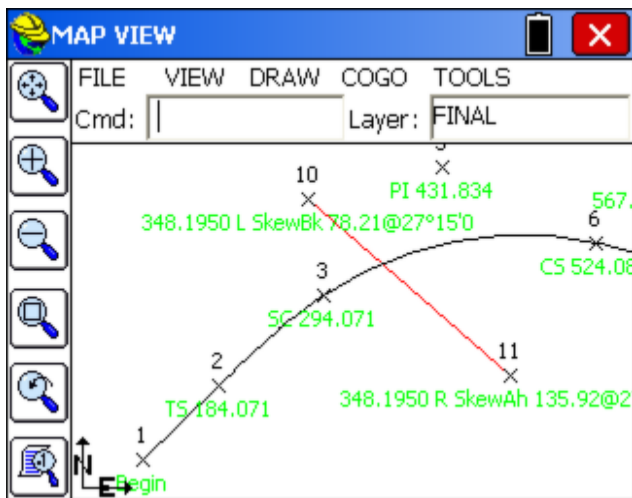 MAP VIEW
FILE VIEW DRAW COGO TOOLS
Cmd: Layer: FINAL
10
PI 431.834
567.
348.1950 L SkewBk 78.21@27°15'0
6
CS 524.08
3
SC 294.071
11
348.1950 R SkewAh 135.92@2
2
TS 184.071
1
N
E
Begin